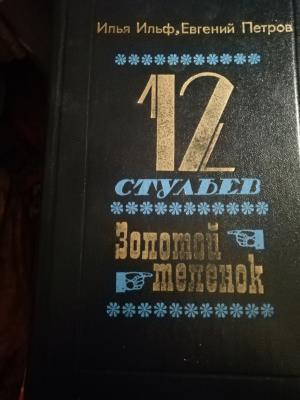 Илья Ильф, Евгений Петров
12
СТУЛЬЕВ
Золотой
теленок